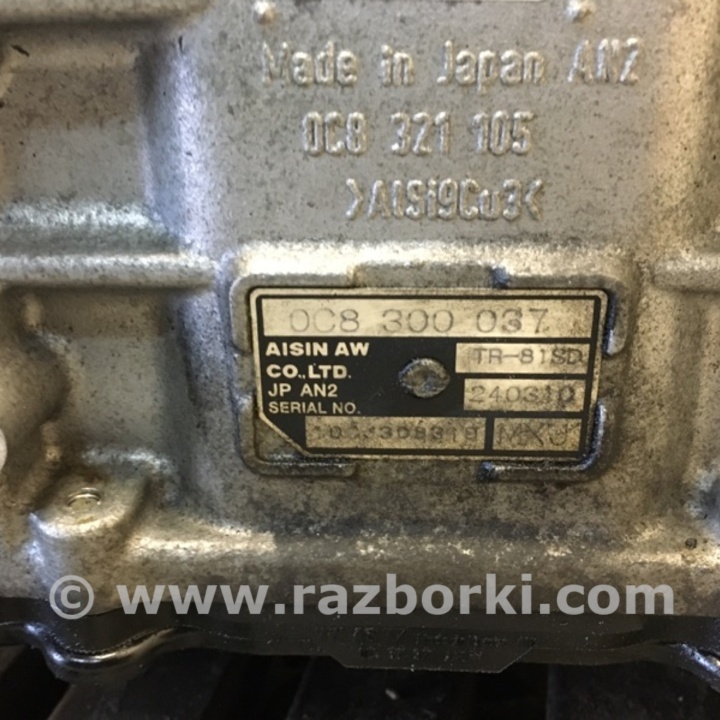 Made in Japan AN2
0C8 321 105
>AlSi9Cu3<
0C8 300 037
AISIN AW
CO.,LTD.
TR-81SD
JP AN2
240310
SERIAL NO.
MXU
© www.razborki.com